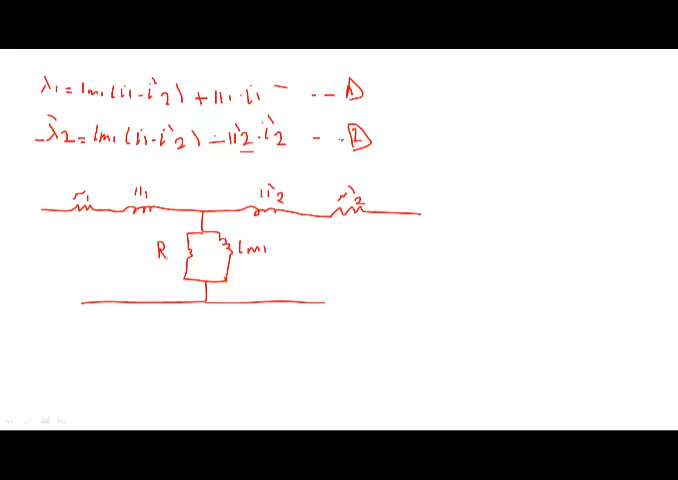 λ1 = lm1 (i1 - i`2) + ll1 · i1 - -- 1
-λ`2 = lm1 (i1 - i`2) - ll`2 · i`2 - -- 2
r1 ll1 ll`2 r`2
R lm1